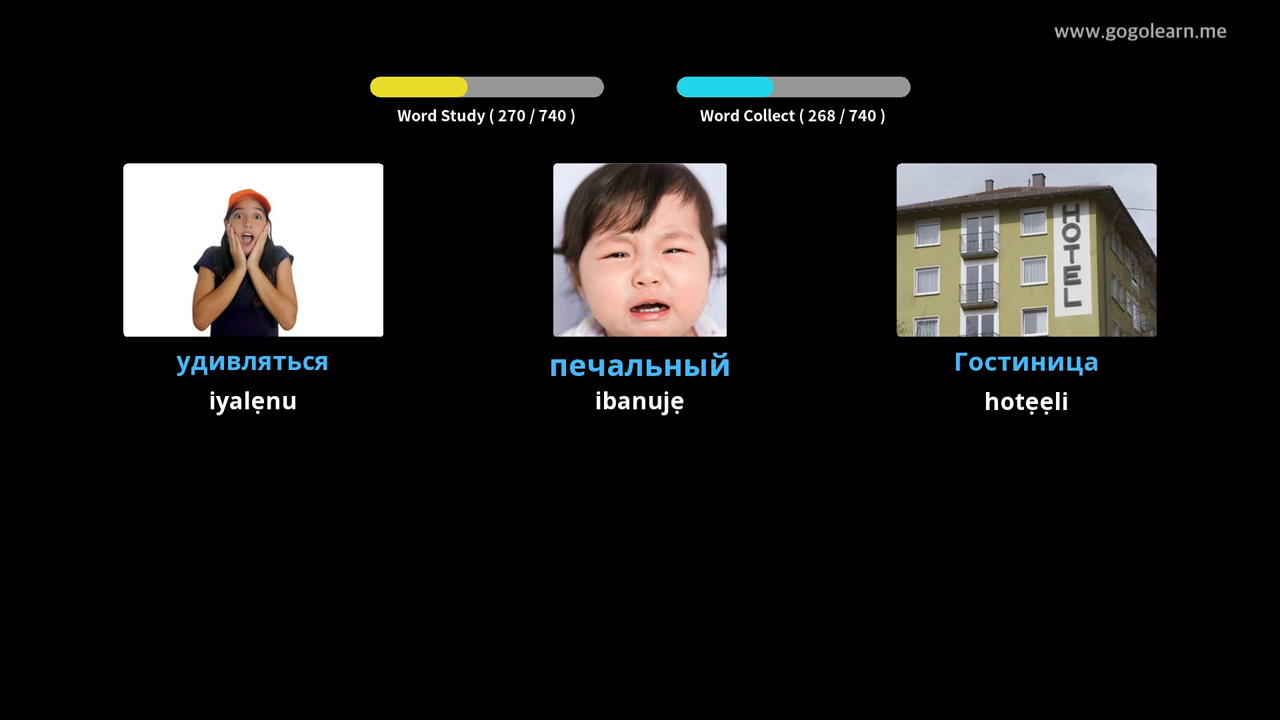 www.gogolearn.me
Word Study ( 270 / 740 )
Word Collect ( 268 / 740 )
HOTEL
удивляться
печальный
Гостиница
iyalẹnu
ibanujẹ
hotẹẹli